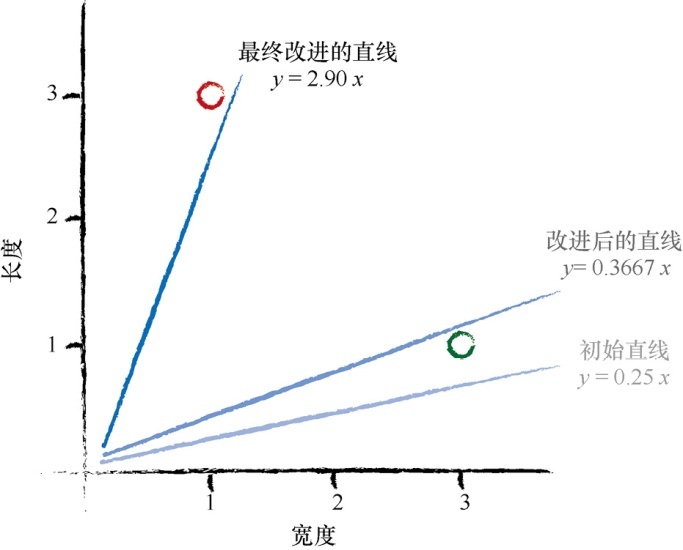 最终改进的直线
y = 2.90 x
3
2
改进后的直线
y= 0.3667 x
长度
1
初始直线
y = 0.25 x
1
2
3
宽度